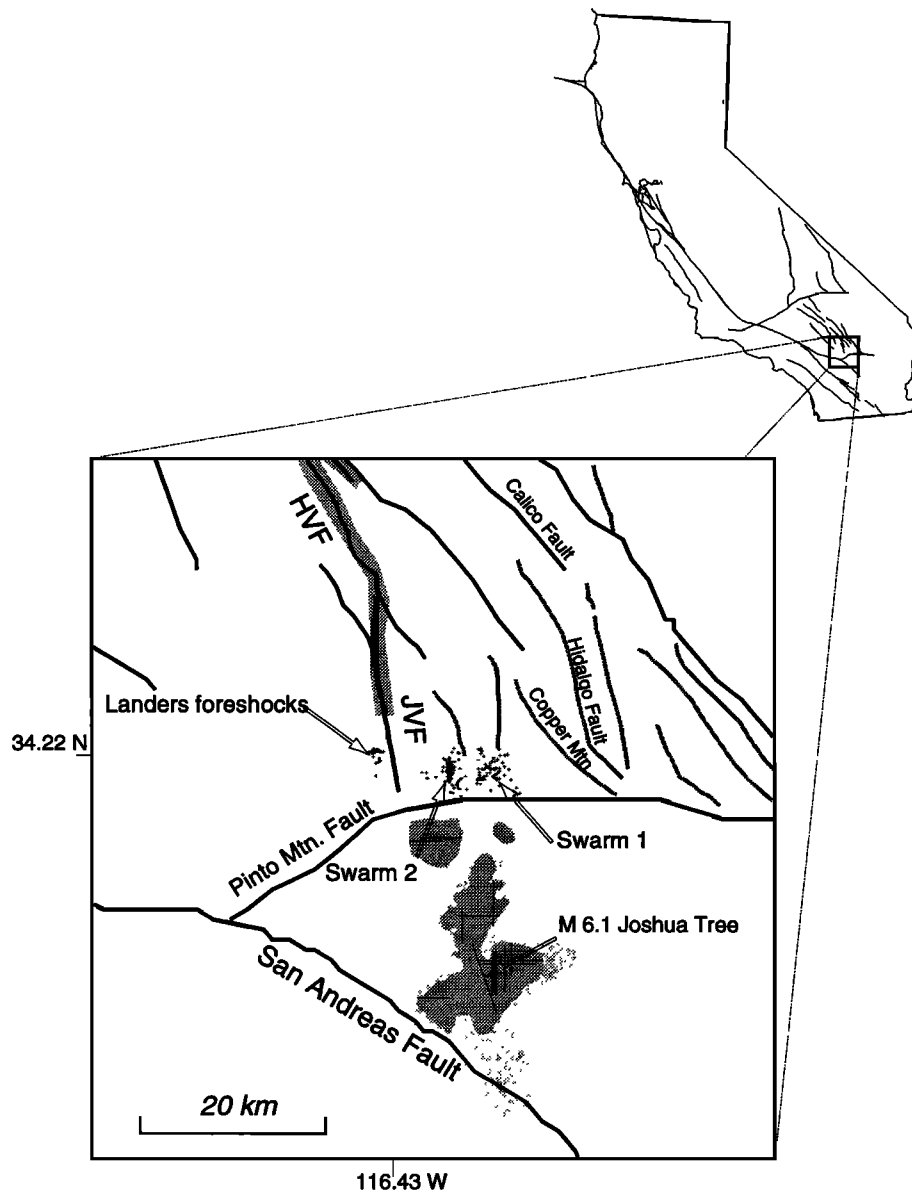 HVF
Calico Fault
Hidalgo Fault
Landers foreshocks
JVF
Copper Mtn.
34.22 N
Pinto Mtn. Fault
Swarm 1
Swarm 2
M 6.1 Joshua Tree
San Andreas Fault
20 km
116.43 W